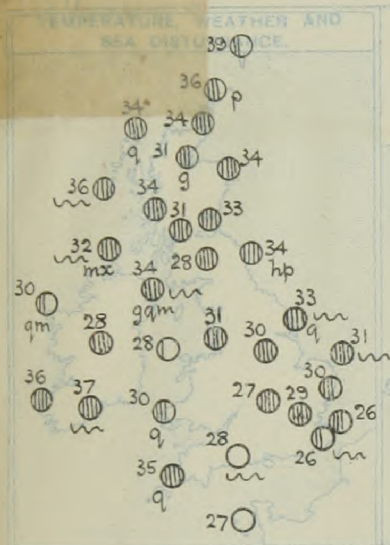 TEMPERATURE, WEATHER AND
SEA DISTURBANCE.
39
36
p
34 34
q 31
g 34
36 34
31 33
32
mx 28 34
hp
30 34
qm gqm 33
q
28 28 31 30 31
30
36 37 30 27 29 26
q 28 26
35
q
27